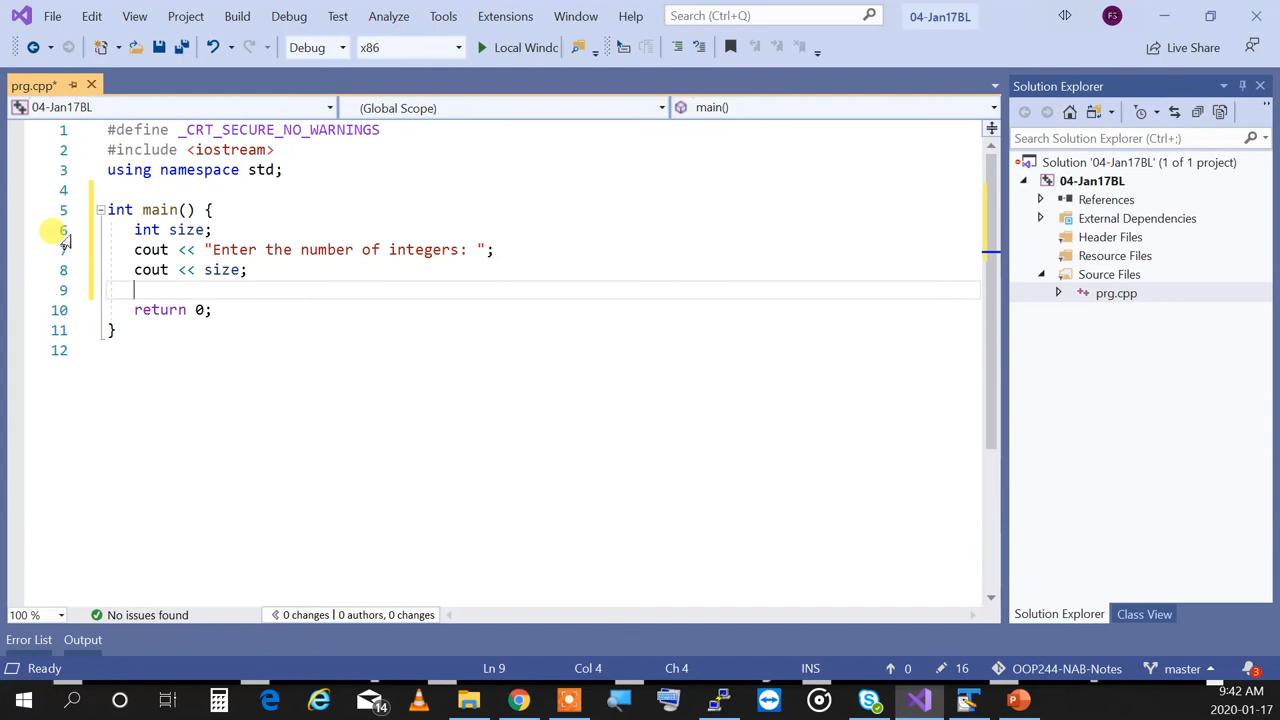 File Edit View Project Build Debug Test Analyze Tools Extensions Window Help Search (Ctrl+Q) 04-Jan17BL FS
Debug x86 Local Windc Live Share
prg.cpp*
04-Jan17BL (Global Scope) main()
1 #define _CRT_SECURE_NO_WARNINGS
2 #include <iostream>
3 using namespace std;
4
5 int main() {
6 int size;
7 cout << "Enter the number of integers: ";
8 cout << size;
9
10 return 0;
11 }
12
100 % No issues found 0 changes | 0 authors, 0 changes
Solution Explorer
Search Solution Explorer (Ctrl+;)
Solution '04-Jan17BL' (1 of 1 project)
04-Jan17BL
References
External Dependencies
Header Files
Resource Files
Source Files
prg.cpp
Solution Explorer Class View
Error List Output
Ready Ln 9 Col 4 Ch 4 INS 0 16 OOP244-NAB-Notes master 3
14
9:42 AM
2020-01-17